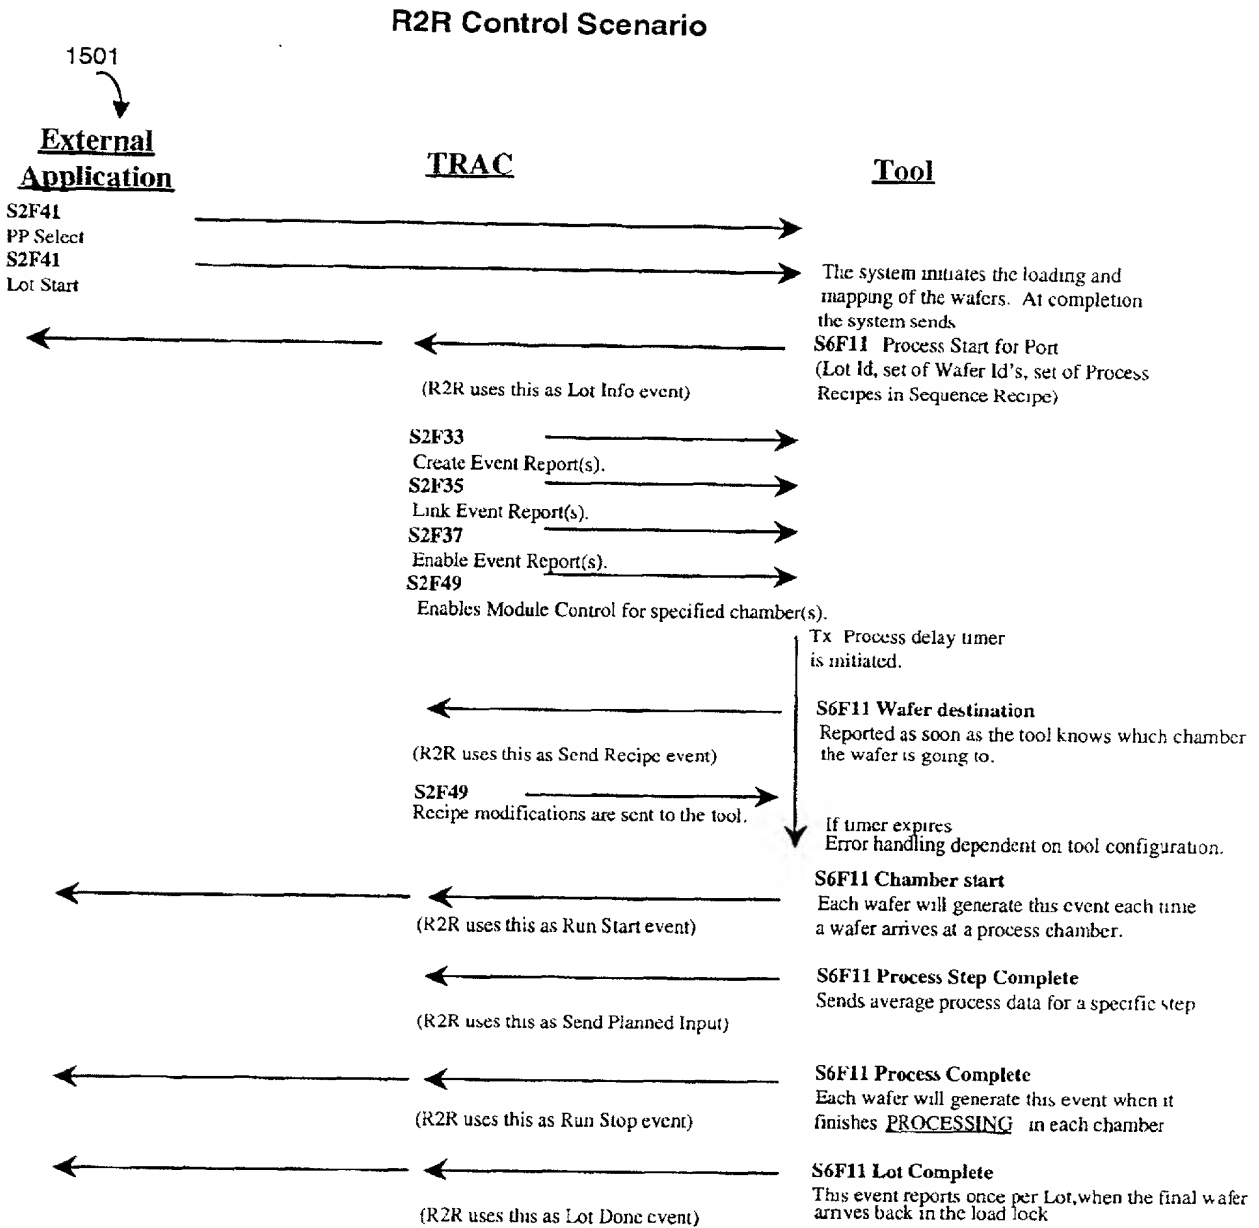 R2R Control Scenario
1501
External
Application
TRAC
Tool
S2F41
PP Select
S2F41
Lot Start
The system initiates the loading and
mapping of the wafers. At completion
the system sends
S6F11 Process Start for Port
(Lot Id, set of Wafer Id's, set of Process
Recipes in Sequence Recipe)
(R2R uses this as Lot Info event)
S2F33
Create Event Report(s).
S2F35
Link Event Report(s).
S2F37
Enable Event Report(s).
S2F49
Enables Module Control for specified chamber(s).
Tx Process delay timer
is initiated.
S6F11 Wafer destination
Reported as soon as the tool knows which chamber
the wafer is going to.
(R2R uses this as Send Recipe event)
S2F49
Recipe modifications are sent to the tool.
If timer expires
Error handling dependent on tool configuration.
S6F11 Chamber start
Each wafer will generate this event each time
a wafer arrives at a process chamber.
(R2R uses this as Run Start event)
S6F11 Process Step Complete
Sends average process data for a specific step
(R2R uses this as Send Planned Input)
S6F11 Process Complete
Each wafer will generate this event when it
finishes PROCESSING in each chamber
(R2R uses this as Run Stop event)
S6F11 Lot Complete
This event reports once per Lot,when the final wafer
arrives back in the load lock
(R2R uses this as Lot Done event)